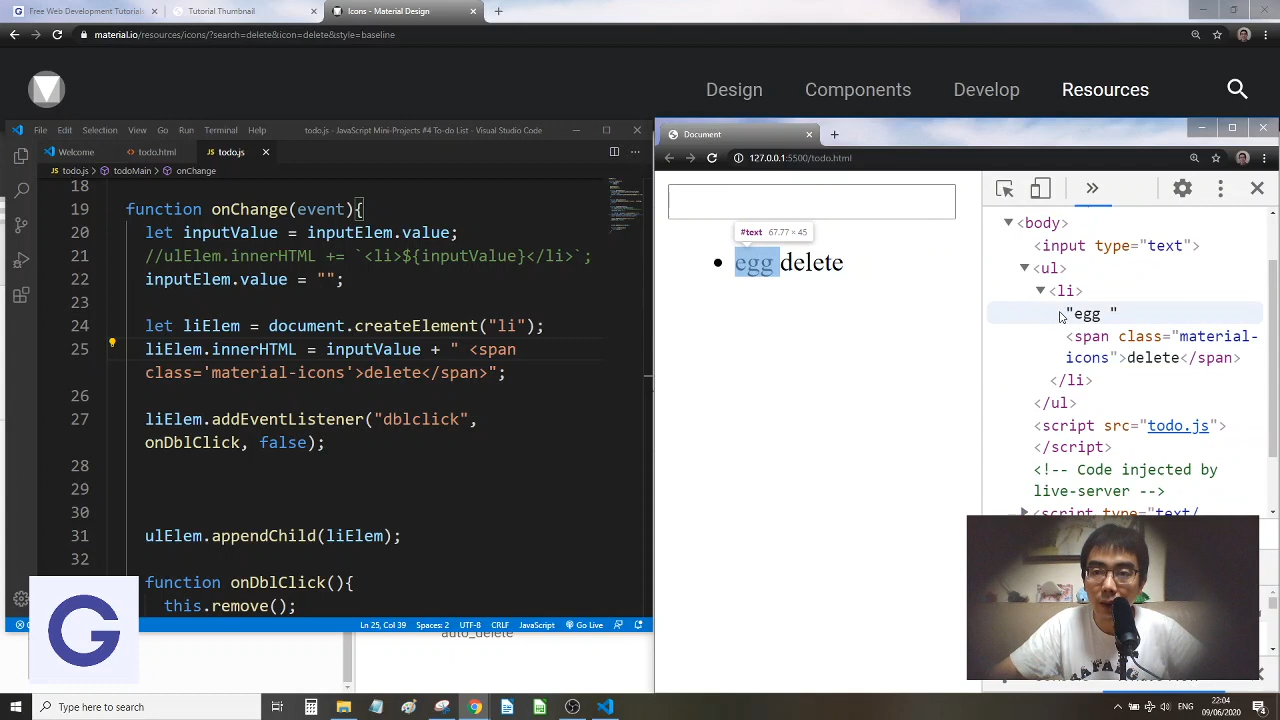 Free Web Development Tutorials
Tutorial Thumbnail
Icons - Material Design
material.io/resources/icons/?search=delete&icon=delete&style=baseline
Design
Components
Develop
Resources
File
Edit
Selection
View
Go
Run
Terminal
Help
todo.js - JavaScript Mini-Projects #4 To-do List - Visual Studio Code
Welcome
todo.html
todo.js
todo.js > todoMain > onChange
18
19 function onChange(event){
20 let inputValue = inputElem.value;
21 //ulElem.innerHTML += `<li>${inputValue}</li>`;
22 inputElem.value = "";
23
24 let liElem = document.createElement("li");
25 liElem.innerHTML = inputValue + " <span
class='material-icons'>delete</span>";
26
27 liElem.addEventListener("dblclick",
onDblClick, false);
28
29
30
31 ulElem.appendChild(liElem);
32
function onDblClick(){
this.remove();
Ln 25, Col 39
Spaces: 2
UTF-8
CRLF
JavaScript
Go Live
auto_delete
Document
127.0.0.1:5500/todo.html
#text 67.77 × 45
egg delete
<body>
<input type="text">
<ul>
<li>
"egg "
<span class="material-
icons">delete</span>
</li>
</ul>
<script src="todo.js">
</script>
<!-- Code injected by
live-server -->
<script type="text/
G
Type here to search
ENG
22:04
09/06/2020